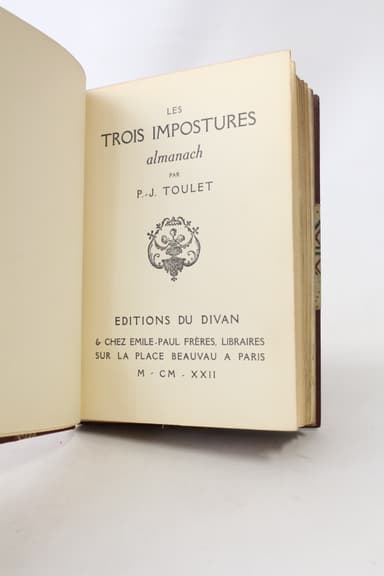 LES
TROIS IMPOSTURES
almanach
PAR
P.-J. TOULET
EDITIONS DU DIVAN
& CHEZ EMILE-PAUL FRÈRES, LIBRAIRES
SUR LA PLACE BEAUVAU A PARIS
M - CM - XXII